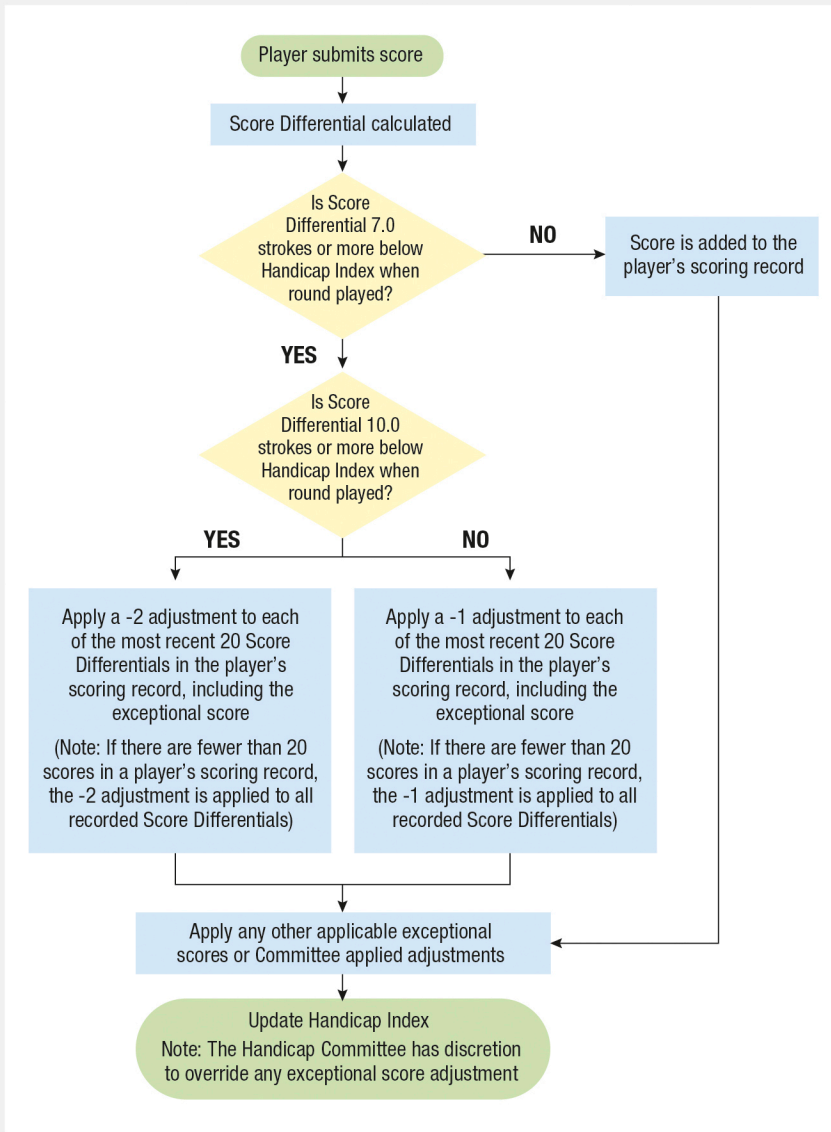 Player submits score
Score Differential calculated
Is Score
Differential 7.0
strokes or more below
Handicap Index when
round played?
NO
Score is added to the
player’s scoring record
YES
Is Score
Differential 10.0
strokes or more below
Handicap Index when
round played?
YES
NO
Apply a -2 adjustment to each
of the most recent 20 Score
Differentials in the player’s
scoring record, including the
exceptional score
(Note: If there are fewer than 20
scores in a player’s scoring record,
the -2 adjustment is applied to all
recorded Score Differentials)
Apply a -1 adjustment to each
of the most recent 20 Score
Differentials in the player’s
scoring record, including the
exceptional score
(Note: If there are fewer than 20
scores in a player’s scoring record,
the -1 adjustment is applied to all
recorded Score Differentials)
Apply any other applicable exceptional
scores or Committee applied adjustments
Update Handicap Index
Note: The Handicap Committee has discretion
to override any exceptional score adjustment